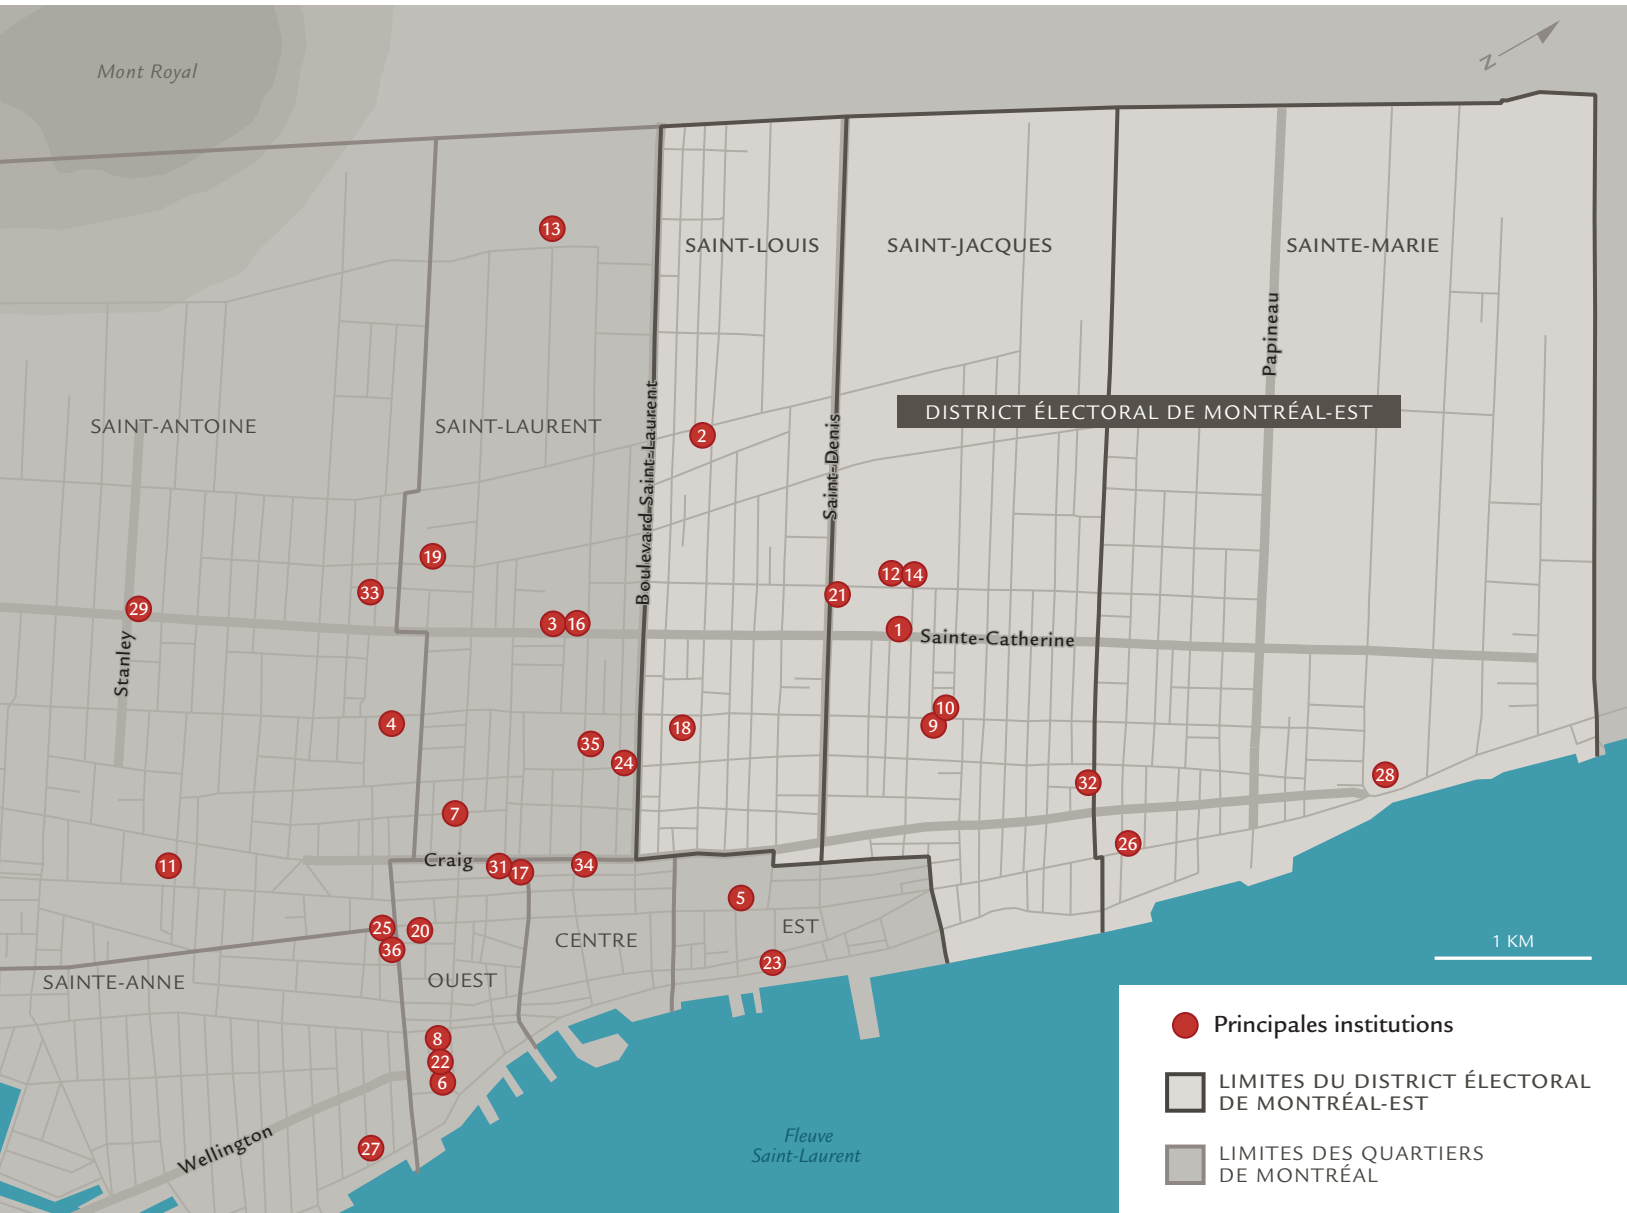 Mont Royal
N
13
SAINT-LOUIS
SAINT-JACQUES
SAINTE-MARIE
Papineau
SAINT-ANTOINE
SAINT-LAURENT
Boulevard Saint-Laurent
2
Saint-Denis
DISTRICT ÉLECTORAL DE MONTRÉAL-EST
19
33
29
3
16
21
12
14
1
Sainte-Catherine
Stanley
4
35
24
18
10
9
32
28
7
26
11
Craig
31
17
34
5
25
20
36
CENTRE
EST
23
1 KM
SAINTE-ANNE
OUEST
8
22
6
Wellington
27
Fleuve
Saint-Laurent
Principales institutions
LIMITES DU DISTRICT ÉLECTORAL
DE MONTRÉAL-EST
LIMITES DES QUARTIERS
DE MONTRÉAL